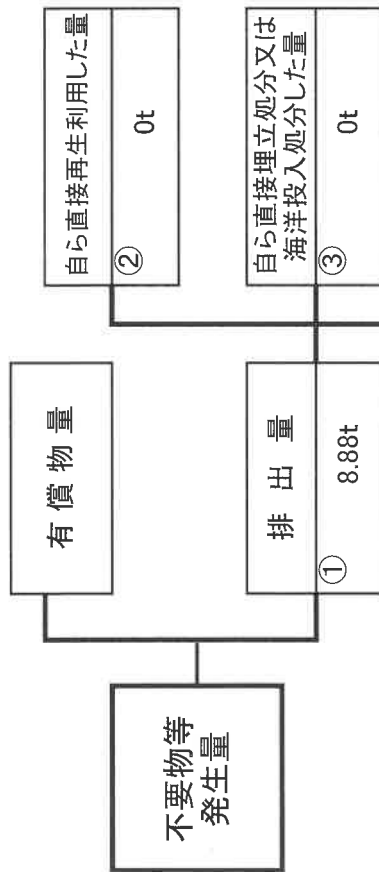 不要物等
発生量
有償物量
排出量
①
8.88t
自ら直接再生利用した量
②
0t
自ら直接埋立処分又は
海洋投入処分した量
③
0t